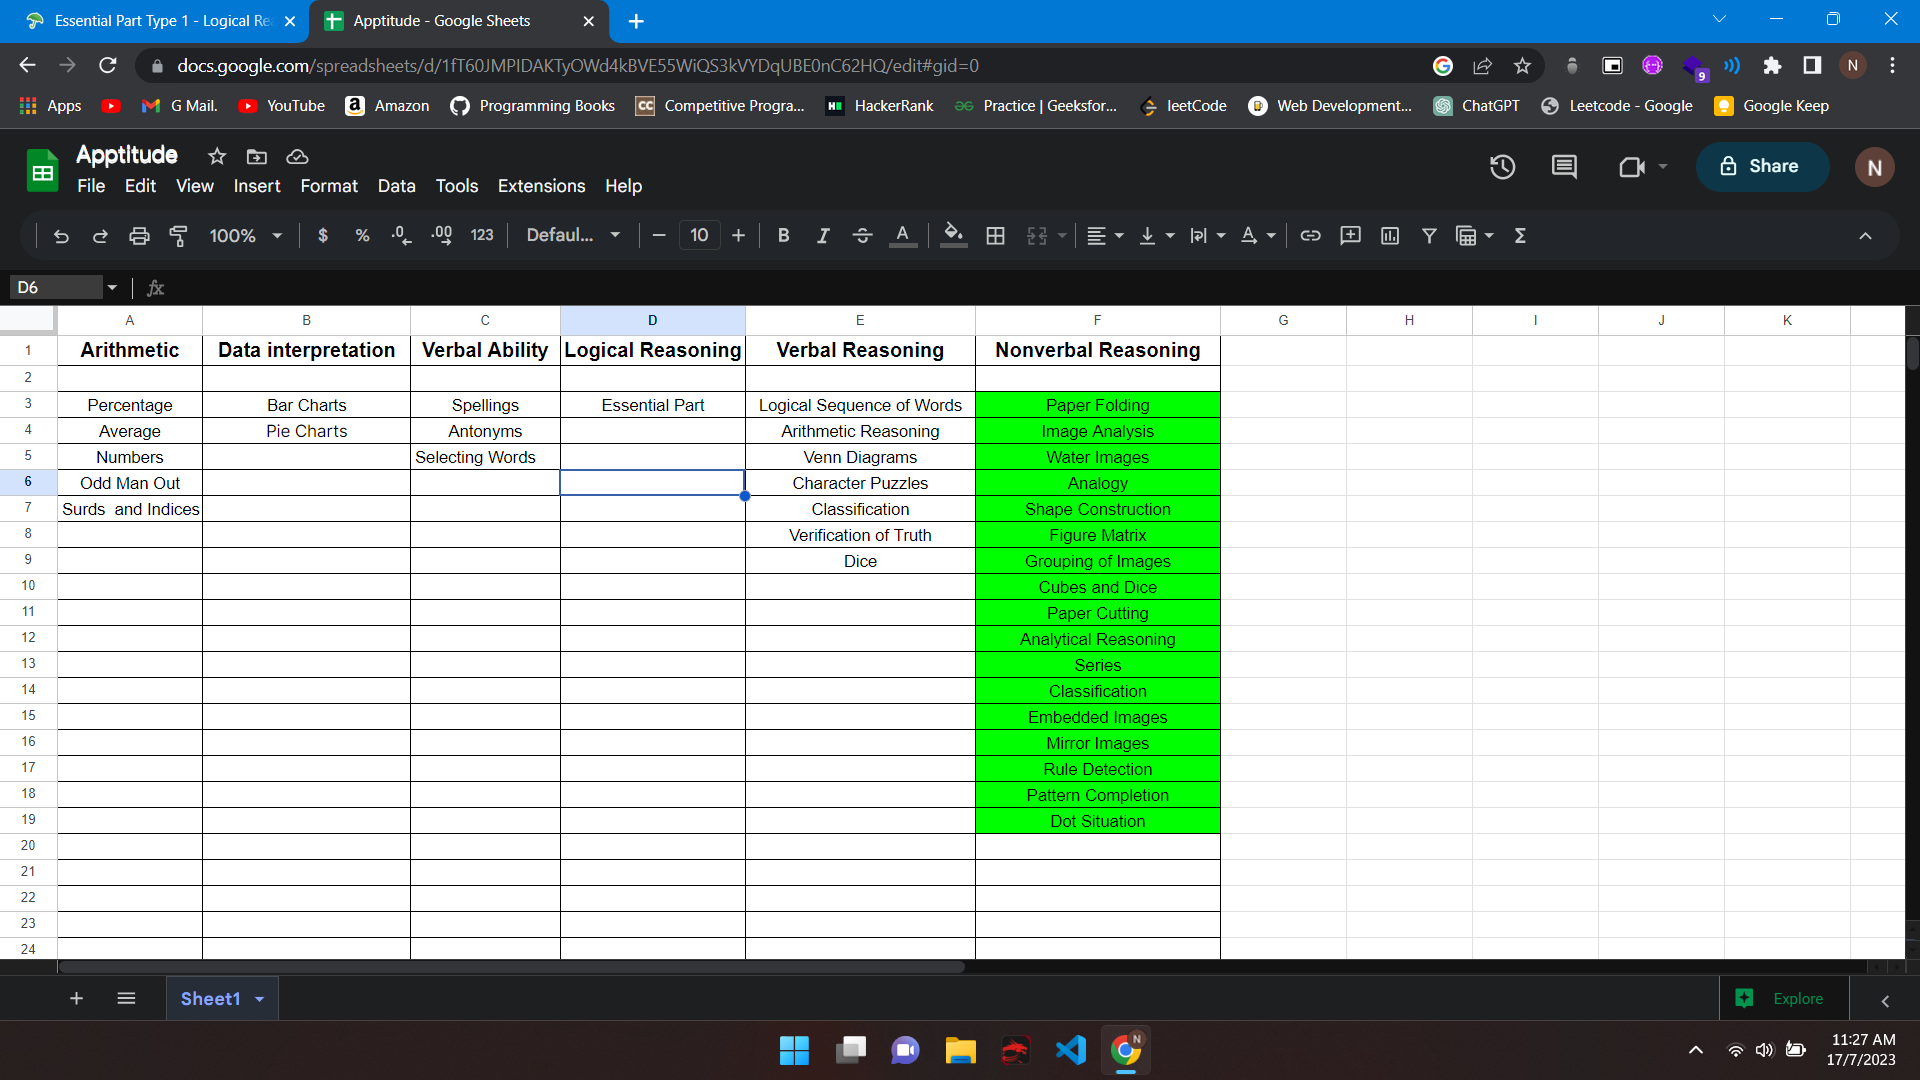 Essential Part Type 1 - Logical Re
Apptitude - Google Sheets
docs.google.com/spreadsheets/d/1fT60JMPIDAKTyOWd4kBVE55WiQS3kVYDqUBE0nC62HQ/edit#gid=0
N
9
Apps
G Mail.
YouTube
Amazon
Programming Books
Competitive Progra...
HackerRank
Practice | Geeksfor...
leetCode
Web Development...
ChatGPT
Leetcode - Google
Google Keep
Apptitude
File Edit View Insert Format Data Tools Extensions Help
Share
N
100% $ % .0 .00 123 Defaul... 10 B I S A
D6 fx
A B C D E F G H I J K
1 Arithmetic Data interpretation Verbal Ability Logical Reasoning Verbal Reasoning Nonverbal Reasoning
2
3 Percentage Bar Charts Spellings Essential Part Logical Sequence of Words Paper Folding
4 Average Pie Charts Antonyms Arithmetic Reasoning Image Analysis
5 Numbers Selecting Words Venn Diagrams Water Images
6 Odd Man Out Character Puzzles Analogy
7 Surds and Indices Classification Shape Construction
8 Verification of Truth Figure Matrix
9 Dice Grouping of Images
10 Cubes and Dice
11 Paper Cutting
12 Analytical Reasoning
13 Series
14 Classification
15 Embedded Images
16 Mirror Images
17 Rule Detection
18 Pattern Completion
19 Dot Situation
20
21
22
23
24
Sheet1
Explore
11:27 AM
17/7/2023